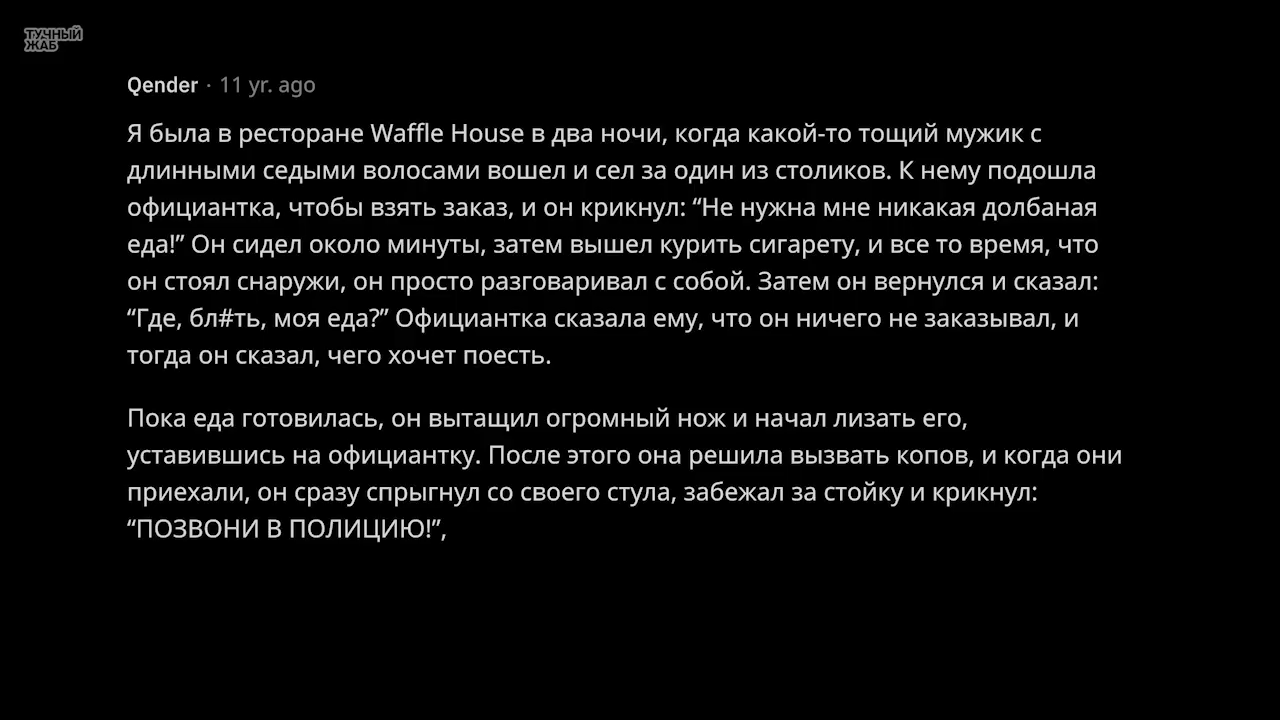 ТУЧНЫЙ
ЖАБ
Qender · 11 yr. ago
Я была в ресторане Waffle House в два ночи, когда какой-то тощий мужик с
длинными седыми волосами вошел и сел за один из столиков. К нему подошла
официантка, чтобы взять заказ, и он крикнул: “Не нужна мне никакая долбаная
еда!” Он сидел около минуты, затем вышел курить сигарету, и все то время, что
он стоял снаружи, он просто разговаривал с собой. Затем он вернулся и сказал:
“Где, бл#ть, моя еда?” Официантка сказала ему, что он ничего не заказывал, и
тогда он сказал, чего хочет поесть.
Пока еда готовилась, он вытащил огромный нож и начал лизать его,
уставившись на официантку. После этого она решила вызвать копов, и когда они
приехали, он сразу спрыгнул со своего стула, забежал за стойку и крикнул:
“ПОЗВОНИ В ПОЛИЦИЮ!”,